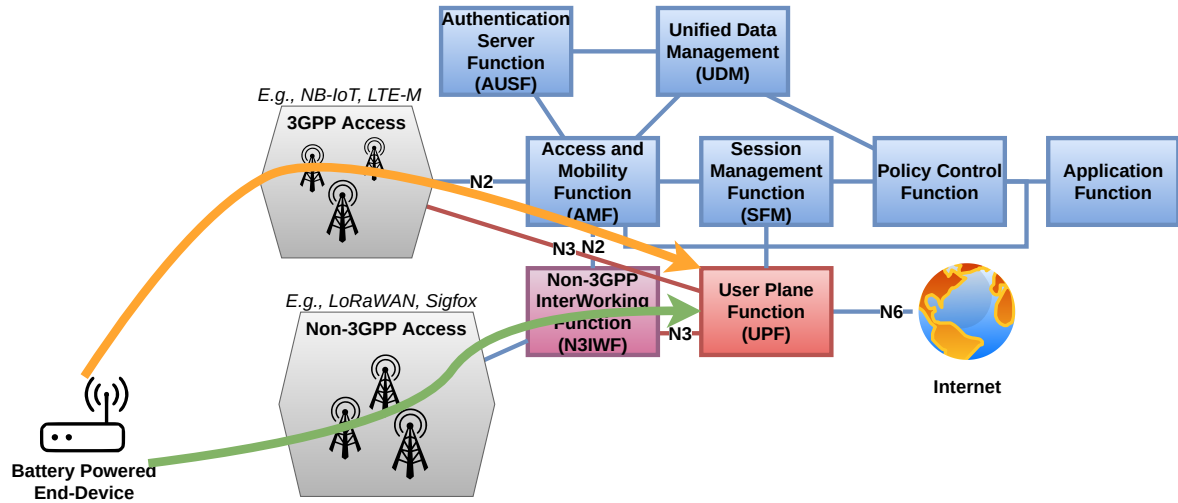 Authentication
Server
Function
(AUSF)
Unified Data
Management
(UDM)
E.g., NB-IoT, LTE-M
3GPP Access
Access and
Mobility
Function
(AMF)
Session
Management
Function
(SFM)
Policy Control
Function
Application
Function
N2
N3
N2
Non-3GPP
InterWorking
Function
(N3IWF)
User Plane
Function
(UPF)
N6
N3
Internet
E.g., LoRaWAN, Sigfox
Non-3GPP Access
Battery Powered
End-Device